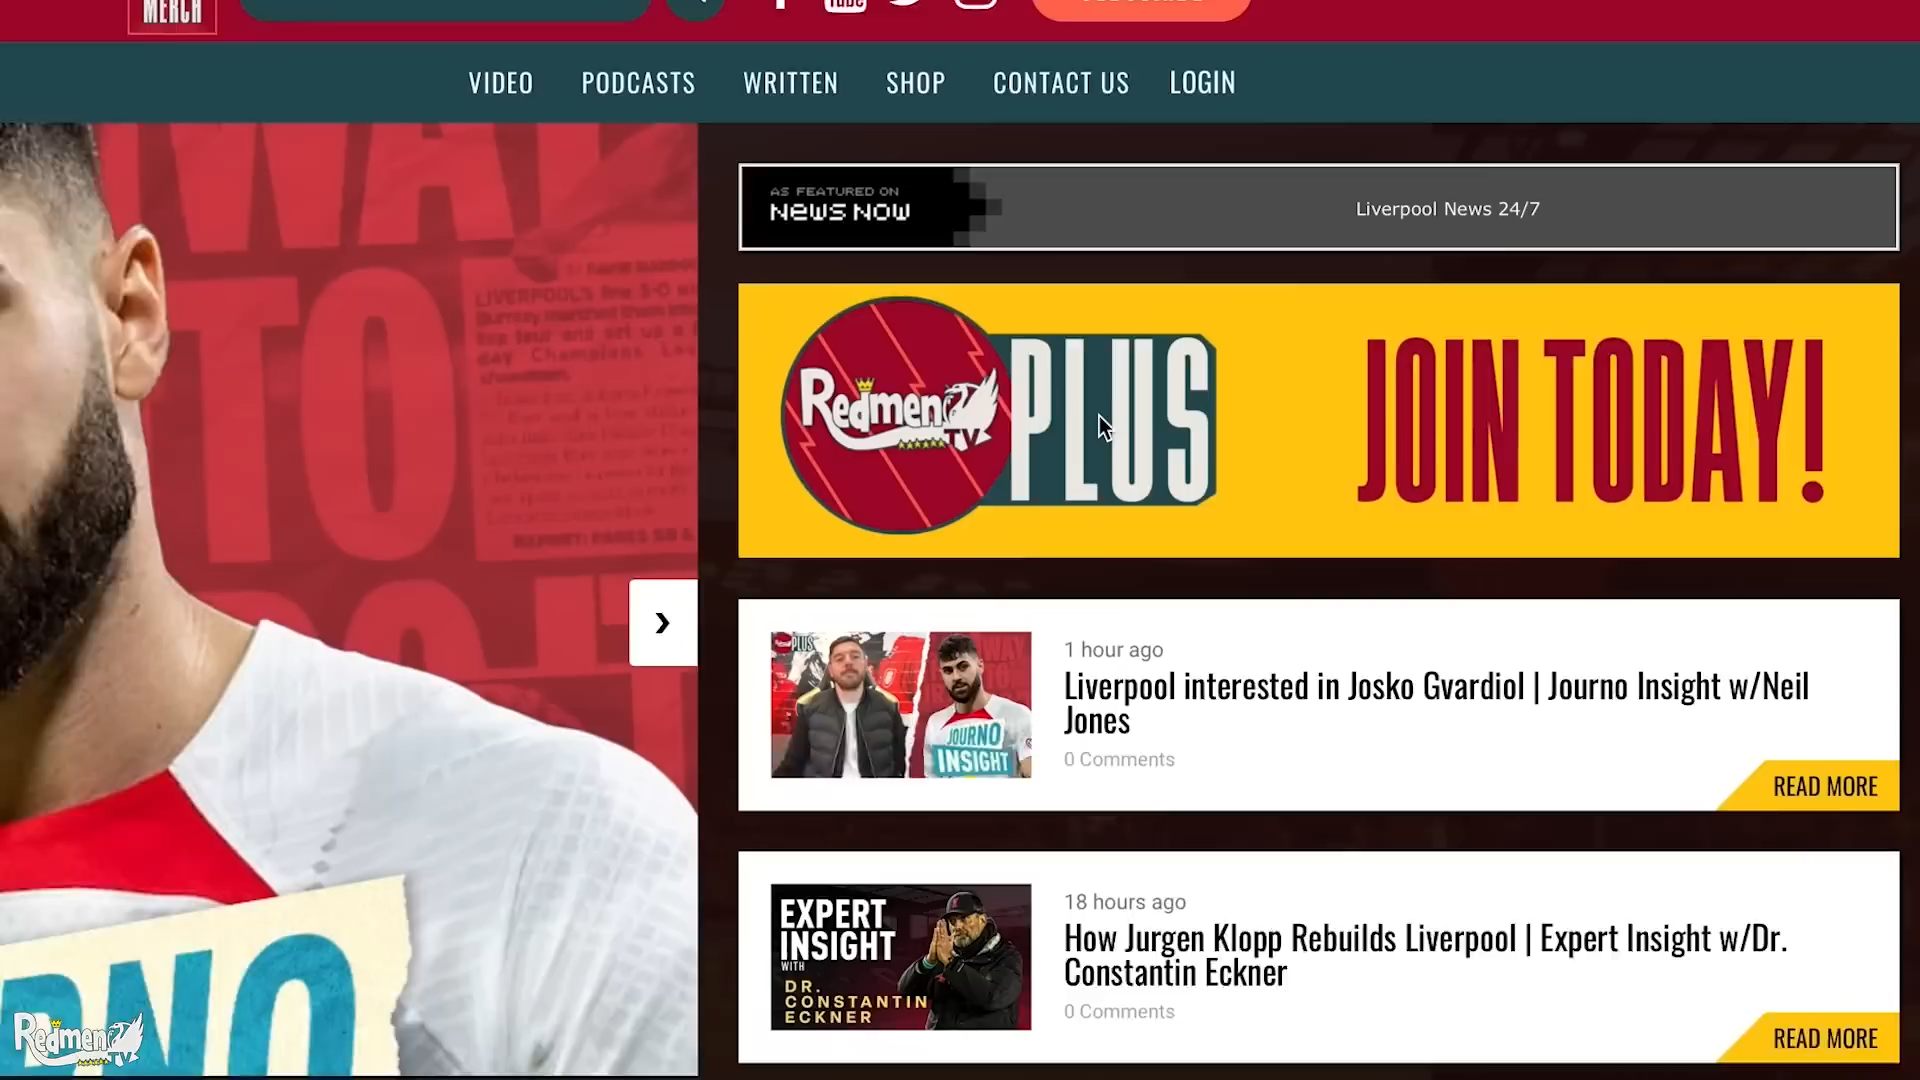 MERCH
VIDEO PODCASTS WRITTEN SHOP CONTACT US LOGIN
AS FEATURED ON
NEWS NOW
Liverpool News 24/7
Redmen TV PLUS
JOIN TODAY!
TO
LIVERPOOL'S
1 hour ago
Liverpool interested in Josko Gvardiol | Journo Insight w/Neil
Jones
0 Comments
READ MORE
PLUS
JOURNO
INSIGHT
18 hours ago
How Jurgen Klopp Rebuilds Liverpool | Expert Insight w/Dr.
Constantin Eckner
0 Comments
READ MORE
EXPERT
INSIGHT
WITH
DR.
CONSTANTIN
ECKNER
Redmen TV